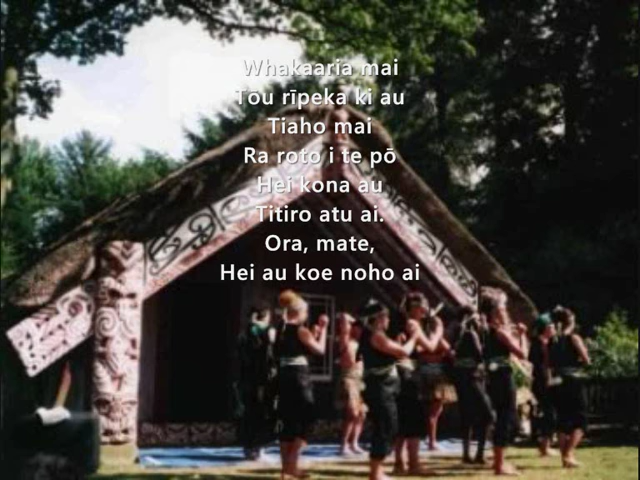 Whakaaria mai
Tōu rīpeka ki au
Tiaho mai
Ra roto i te pō
Hei kona au
Titiro atu ai.
Ora, mate,
Hei au koe noho ai